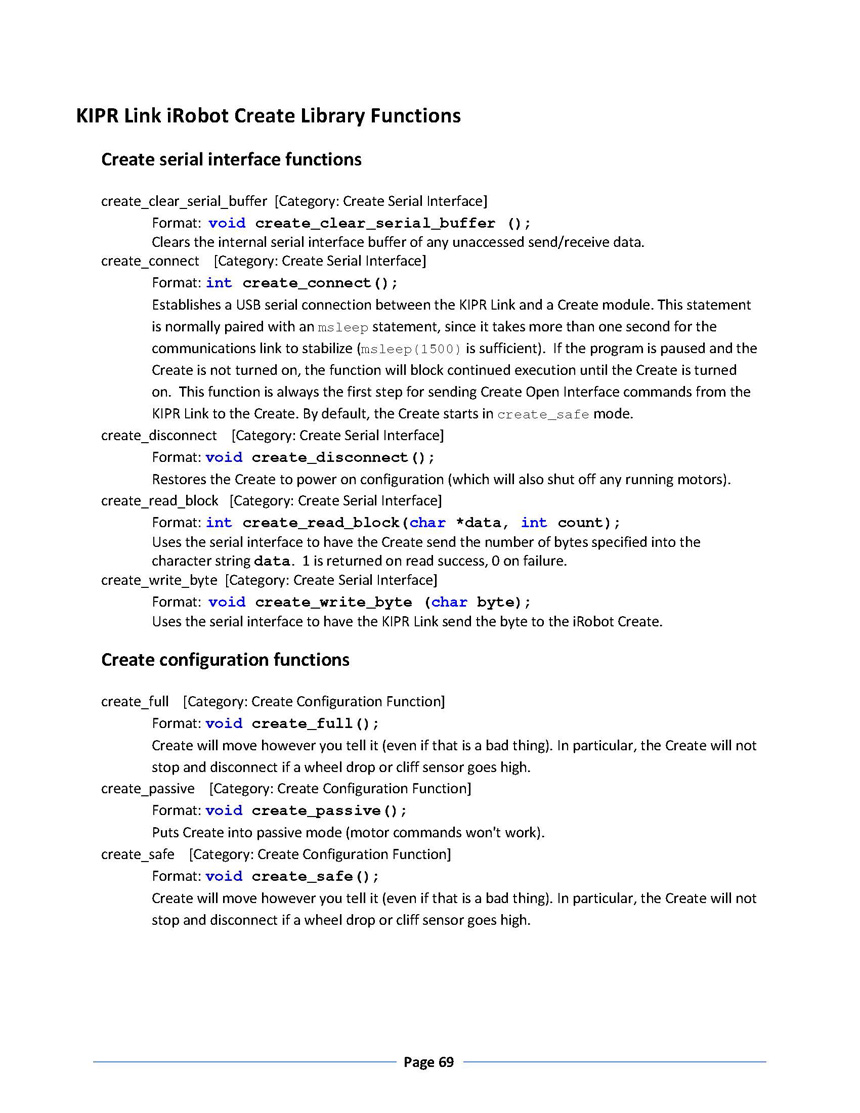 KIPR Link iRobot Create Library Functions
Create serial interface functions
create_clear_serial_buffer [Category: Create Serial Interface]
Format: void create_clear_serial_buffer ();
Clears the internal serial interface buffer of any unaccessed send/receive data.
create_connect [Category: Create Serial Interface]
Format: int create_connect();
Establishes a USB serial connection between the KIPR Link and a Create module. This statement
is normally paired with an msleep statement, since it takes more than one second for the
communications link to stabilize (msleep(1500) is sufficient). If the program is paused and the
Create is not turned on, the function will block continued execution until the Create is turned
on. This function is always the first step for sending Create Open Interface commands from the
KIPR Link to the Create. By default, the Create starts in create_safe mode.
create_disconnect [Category: Create Serial Interface]
Format: void create_disconnect();
Restores the Create to power on configuration (which will also shut off any running motors).
create_read_block [Category: Create Serial Interface]
Format: int create_read_block(char *data, int count);
Uses the serial interface to have the Create send the number of bytes specified into the
character string data. 1 is returned on read success, 0 on failure.
create_write_byte [Category: Create Serial Interface]
Format: void create_write_byte (char byte);
Uses the serial interface to have the KIPR Link send the byte to the iRobot Create.
Create configuration functions
create_full [Category: Create Configuration Function]
Format: void create_full();
Create will move however you tell it (even if that is a bad thing). In particular, the Create will not
stop and disconnect if a wheel drop or cliff sensor goes high.
create_passive [Category: Create Configuration Function]
Format: void create_passive();
Puts Create into passive mode (motor commands won't work).
create_safe [Category: Create Configuration Function]
Format: void create_safe();
Create will move however you tell it (even if that is a bad thing). In particular, the Create will not
stop and disconnect if a wheel drop or cliff sensor goes high.
Page 69